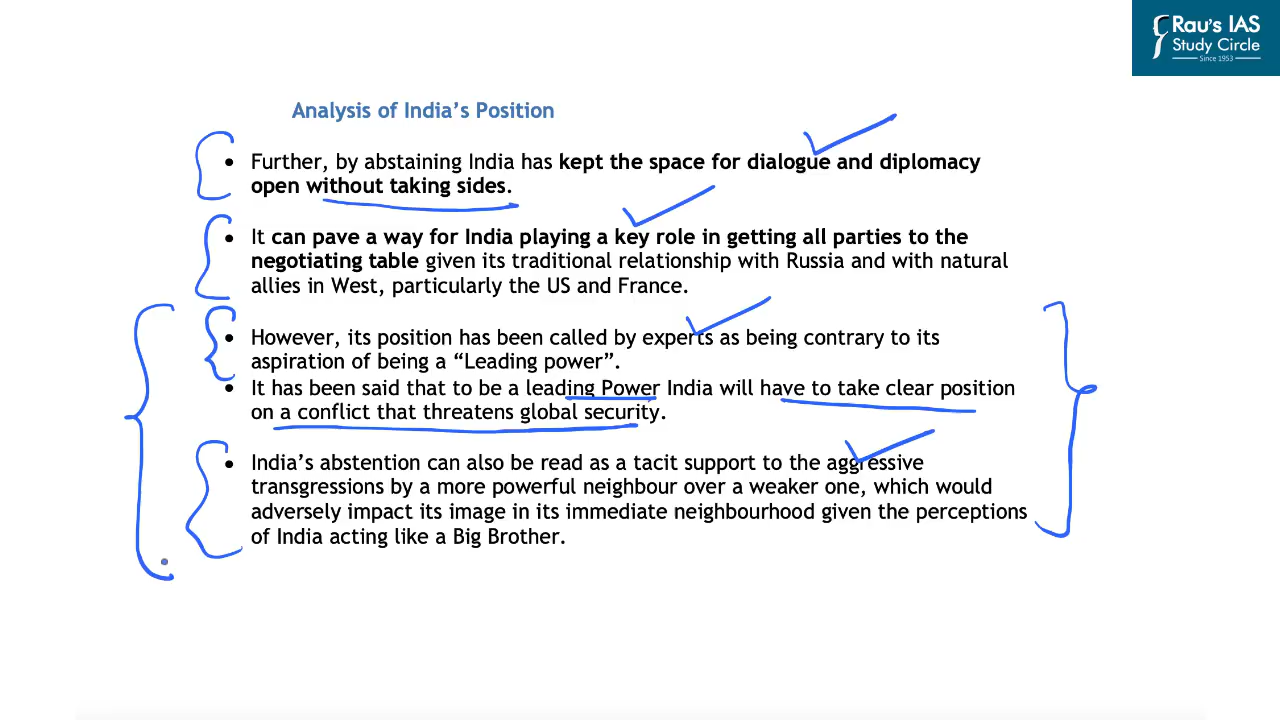 Rau's IAS
Study Circle
Since 1953
Analysis of India's Position
• Further, by abstaining India has kept the space for dialogue and diplomacy
open without taking sides.
• It can pave a way for India playing a key role in getting all parties to the
negotiating table given its traditional relationship with Russia and with natural
allies in West, particularly the US and France.
• However, its position has been called by experts as being contrary to its
aspiration of being a “Leading power”.
• It has been said that to be a leading Power India will have to take clear position
on a conflict that threatens global security.
• India's abstention can also be read as a tacit support to the aggressive
transgressions by a more powerful neighbour over a weaker one, which would
adversely impact its image in its immediate neighbourhood given the perceptions
of India acting like a Big Brother.